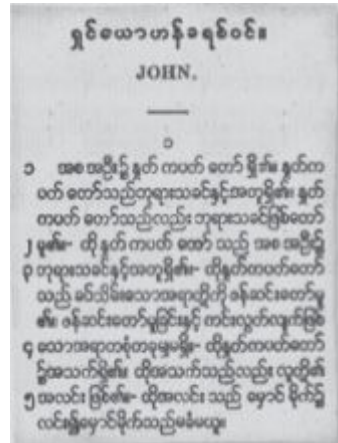 ရှင်ယောဟန်ခရစ်ဝင်။
JOHN.
၁
၁ အစအဦး၌ နှုတ် ကပတ် တော် ရှိ၏။ နှုတ်က
ပတ် တော်သည်ဘုရားသခင်နှင့်အတူရှိ၏။ နှုတ်
ကပတ် တော်သည်လည်း ဘုရားသခင်ဖြစ်တော်
၂ မူ၏။- ထို နှုတ် ကပတ် တော် သည် အစ အဦး၌
၃ ဘုရားသခင်နှင့်အတူရှိ၏။- ထိုနှုတ်ကပတ်တော်
သည် ခပ်သိမ်းသောအရာတို့ကို ဖန်ဆင်းတော်မူ
၏။ ဖန်ဆင်းတော်မူခြင်းနှင့် ကင်းလွတ်လျက်ဖြစ်
၄ သောအရာတစုံတခုမျှမရှိ။- ထိုနှုတ်ကပတ်တော်
၌အသက်ရှိ၏။ ထိုအသက်သည်လည်း လူတို့၏
၅ အလင်း ဖြစ်၏။- ထိုအလင်း သည် မှောင် မိုက်၌
လင်း၍မှောင်မိုက်သည်မခံမယူ။